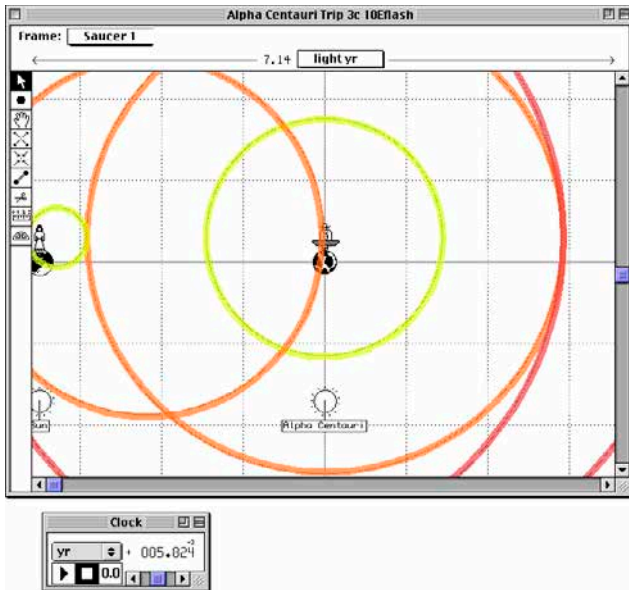 Alpha Centauri Trip 3c 10Eflash
Frame: Saucer 1
7.14 light yr
Sun
Alpha Centauri
Clock
yr + 005.824
0.0